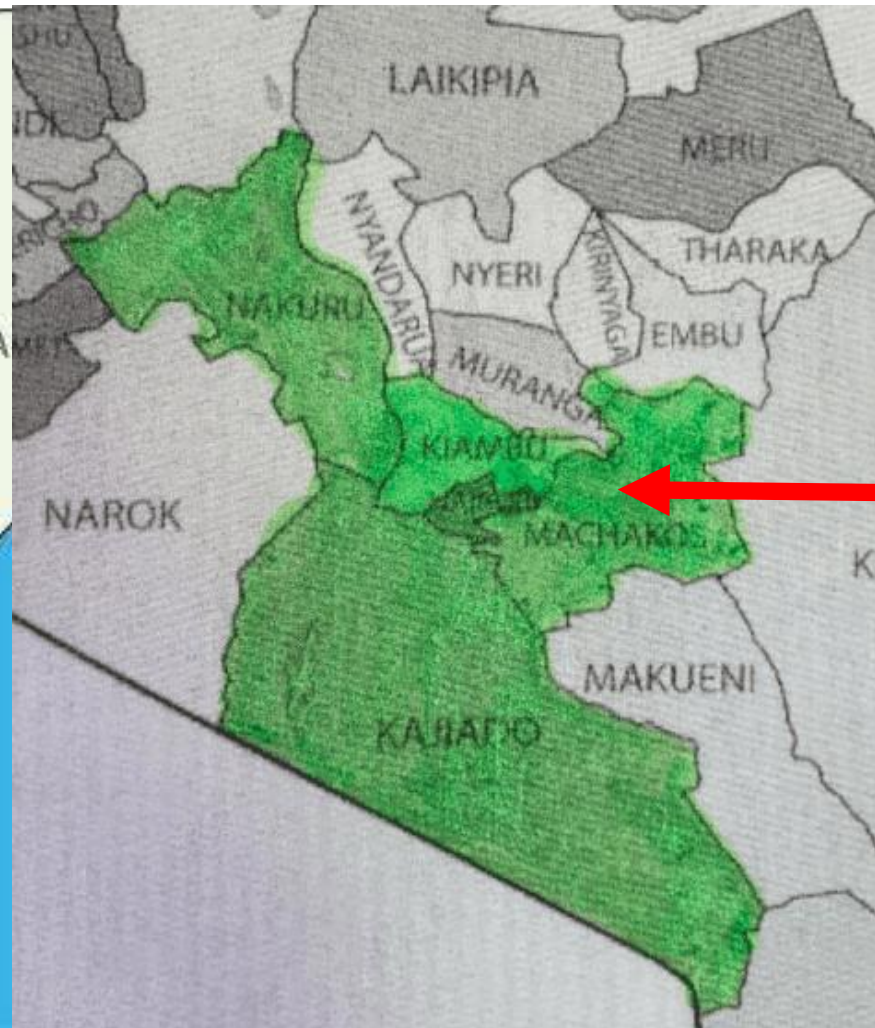 LAIKIPIA
MERU
NYANDARUA
NYERI
KIRINYAGA
THARAKA
EMBU
NAKURU
MURANGA
KIAMBU
NAROK
MACHAKOS
K
MAKUENI
KAJIADO